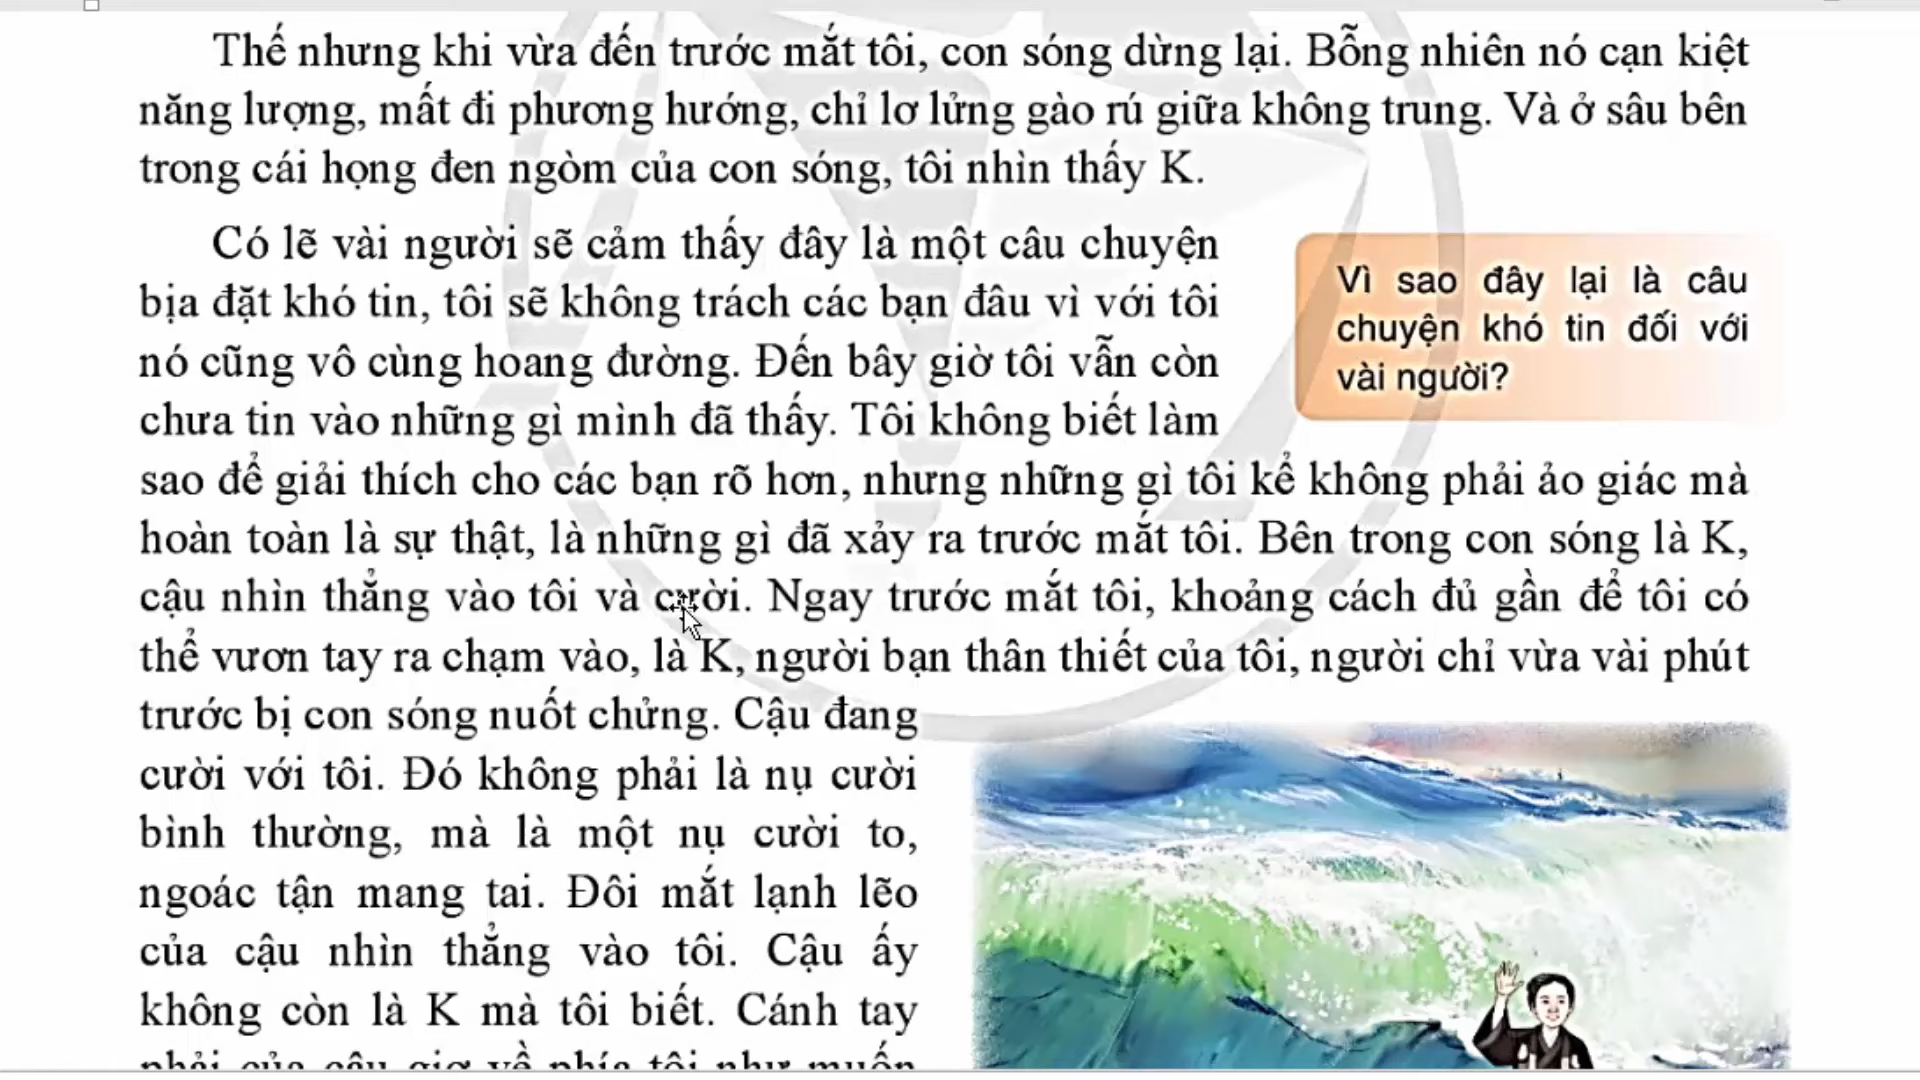 Thế nhưng khi vừa đến trước mắt tôi, con sóng dừng lại. Bỗng nhiên nó cạn kiệt
năng lượng, mất đi phương hướng, chỉ lơ lửng gào rú giữa không trung. Và ở sâu bên
trong cái họng đen ngòm của con sóng, tôi nhìn thấy K.
Có lẽ vài người sẽ cảm thấy đây là một câu chuyện
bịa đặt khó tin, tôi sẽ không trách các bạn đâu vì với tôi
nó cũng vô cùng hoang đường. Đến bây giờ tôi vẫn còn
chưa tin vào những gì mình đã thấy. Tôi không biết làm
sao để giải thích cho các bạn rõ hơn, nhưng những gì tôi kể không phải ảo giác mà
hoàn toàn là sự thật, là những gì đã xảy ra trước mắt tôi. Bên trong con sóng là K,
cậu nhìn thẳng vào tôi và cười. Ngay trước mắt tôi, khoảng cách đủ gần để tôi có
thể vươn tay ra chạm vào, là K, người bạn thân thiết của tôi, người chỉ vừa vài phút
trước bị con sóng nuốt chửng. Cậu đang
cười với tôi. Đó không phải là nụ cười
bình thường, mà là một nụ cười to,
ngoác tận mang tai. Đôi mắt lạnh lẽo
của cậu nhìn thẳng vào tôi. Cậu ấy
không còn là K mà tôi biết. Cánh tay
phải của cậu giơ về phía tôi như muốn
Vì sao đây lại là câu
chuyện khó tin đối với
vài người?